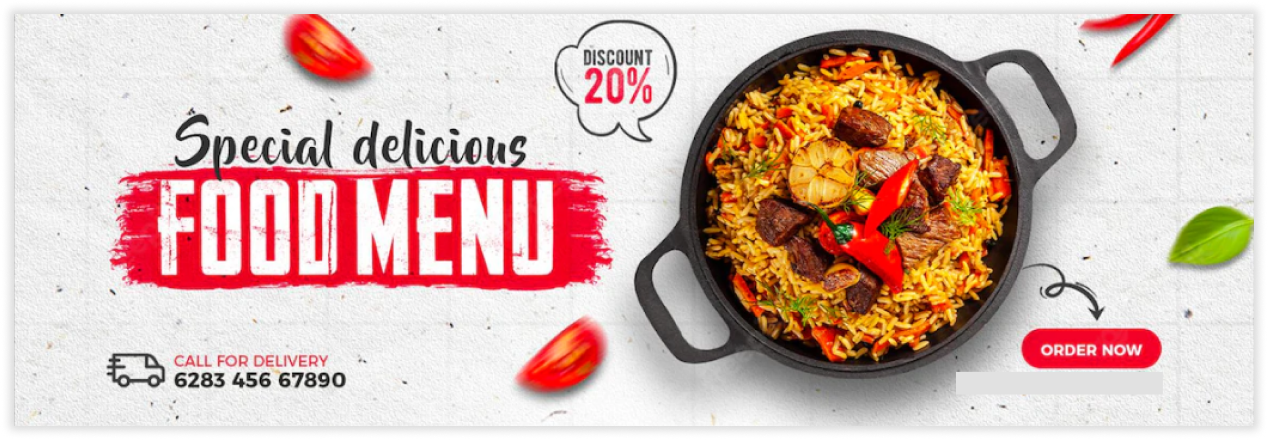 DISCOUNT
20%
Special delicious
FOOD MENU
CALL FOR DELIVERY
6283 456 67890
ORDER NOW